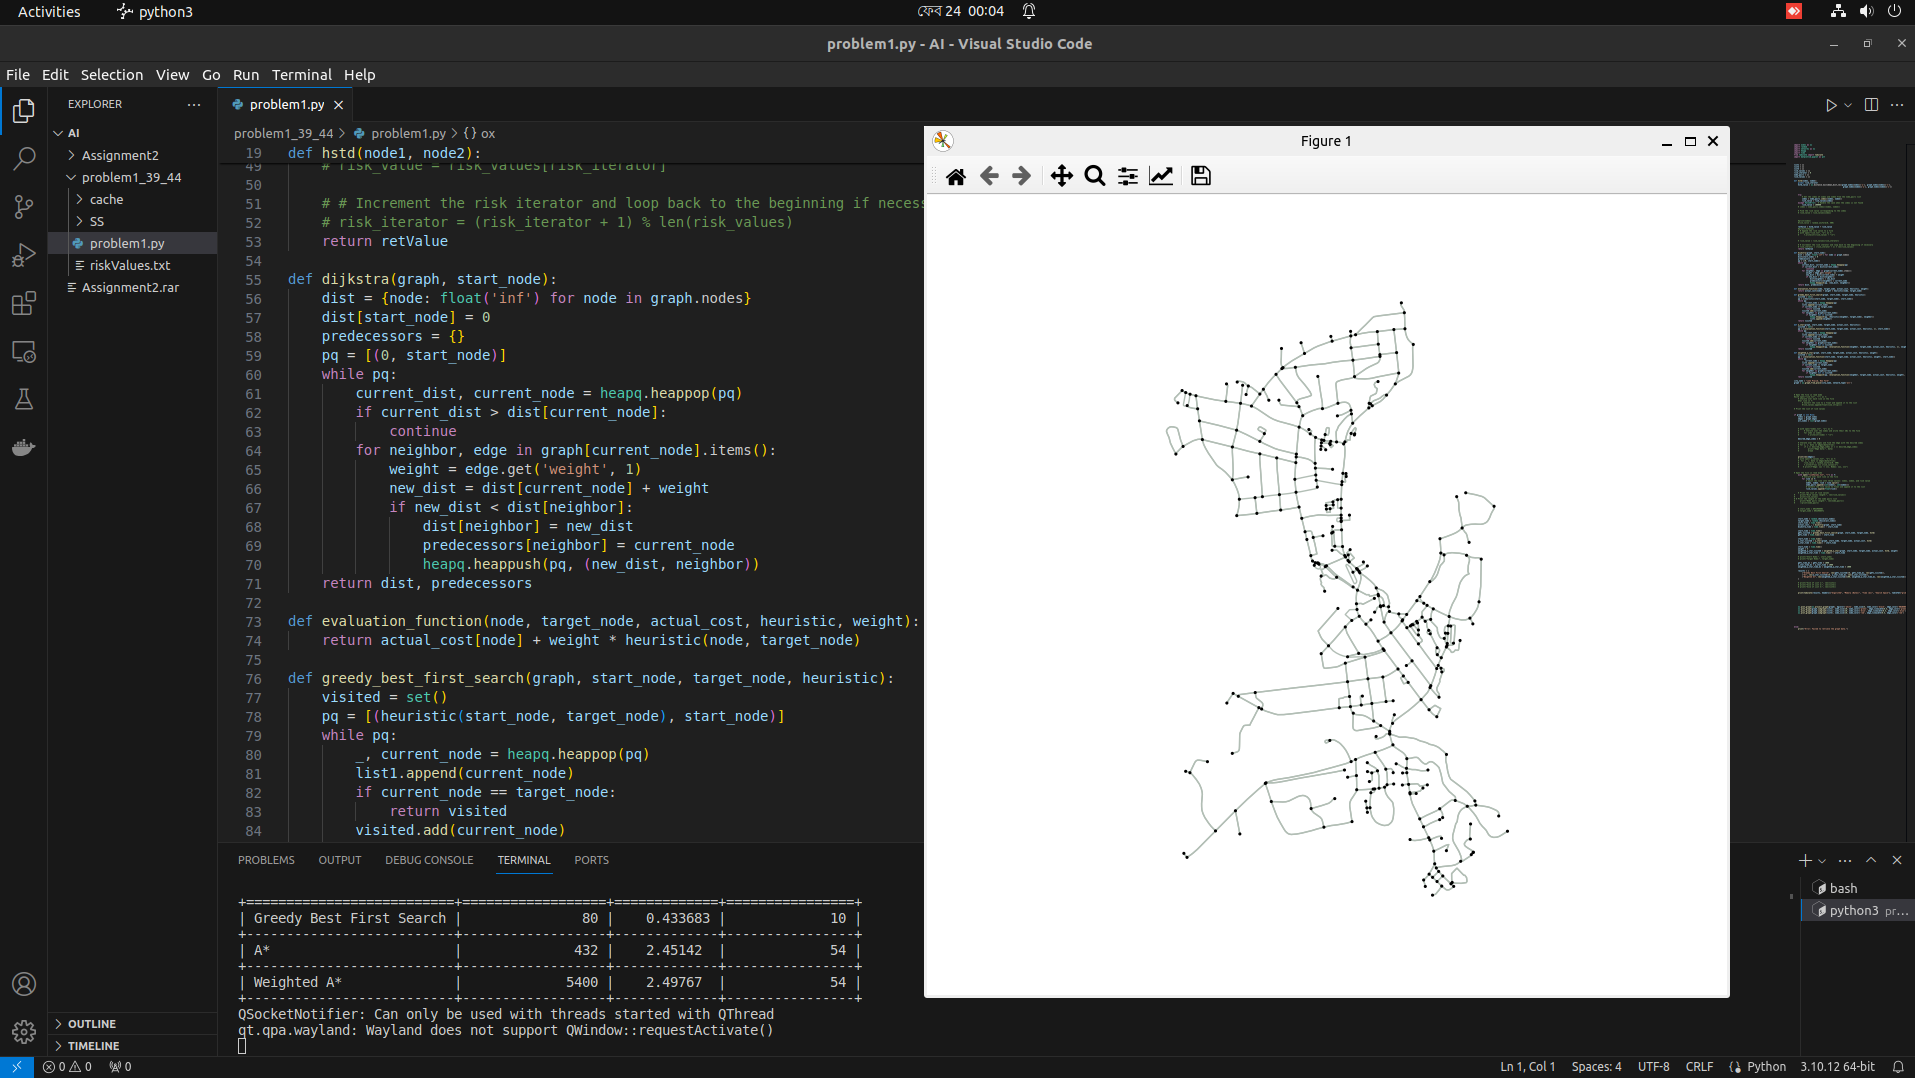 Activities
python3
ফেব 24 00:04
problem1.py - AI - Visual Studio Code
File Edit Selection View Go Run Terminal Help
EXPLORER
AI
Assignment2
problem1_39_44
cache
SS
problem1.py
riskValues.txt
Assignment2.rar
OUTLINE
TIMELINE
problem1.py
problem1_39_44 > problem1.py > {} ox
19 def hstd(node1, node2):
49 # risk_value = risk_values[risk_iterator]
50
51 # # Increment the risk iterator and loop back to the beginning if neces
52 # risk_iterator = (risk_iterator + 1) % len(risk_values)
53 return retValue
54
55 def dijkstra(graph, start_node):
56 dist = {node: float('inf') for node in graph.nodes}
57 dist[start_node] = 0
58 predecessors = {}
59 pq = [(0, start_node)]
60 while pq:
61 current_dist, current_node = heapq.heappop(pq)
62 if current_dist > dist[current_node]:
63 continue
64 for neighbor, edge in graph[current_node].items():
65 weight = edge.get('weight', 1)
66 new_dist = dist[current_node] + weight
67 if new_dist < dist[neighbor]:
68 dist[neighbor] = new_dist
69 predecessors[neighbor] = current_node
70 heapq.heappush(pq, (new_dist, neighbor))
71 return dist, predecessors
72
73 def evaluation_function(node, target_node, actual_cost, heuristic, weight):
74 return actual_cost[node] + weight * heuristic(node, target_node)
75
76 def greedy_best_first_search(graph, start_node, target_node, heuristic):
77 visited = set()
78 pq = [(heuristic(start_node, target_node), start_node)]
79 while pq:
80 _, current_node = heapq.heappop(pq)
81 list1.append(current_node)
82 if current_node == target_node:
83 return visited
84 visited.add(current_node)
Figure 1
PROBLEMS OUTPUT DEBUG CONSOLE TERMINAL PORTS
+=========================+==================+=============+================+
| Greedy Best First Search | 80 | 0.433683 | 10 |
+-------------------------+------------------+-------------+----------------+
| A* | 432 | 2.45142 | 54 |
+-------------------------+------------------+-------------+----------------+
| Weighted A* | 5400 | 2.49767 | 54 |
+-------------------------+------------------+-------------+----------------+
QSocketNotifier: Can only be used with threads started with QThread
qt.qpa.wayland: Wayland does not support QWindow::requestActivate()
bash
python3 pr...
0 0 0
Ln 1, Col 1 Spaces: 4 UTF-8 CRLF {} Python 3.10.12 64-bit